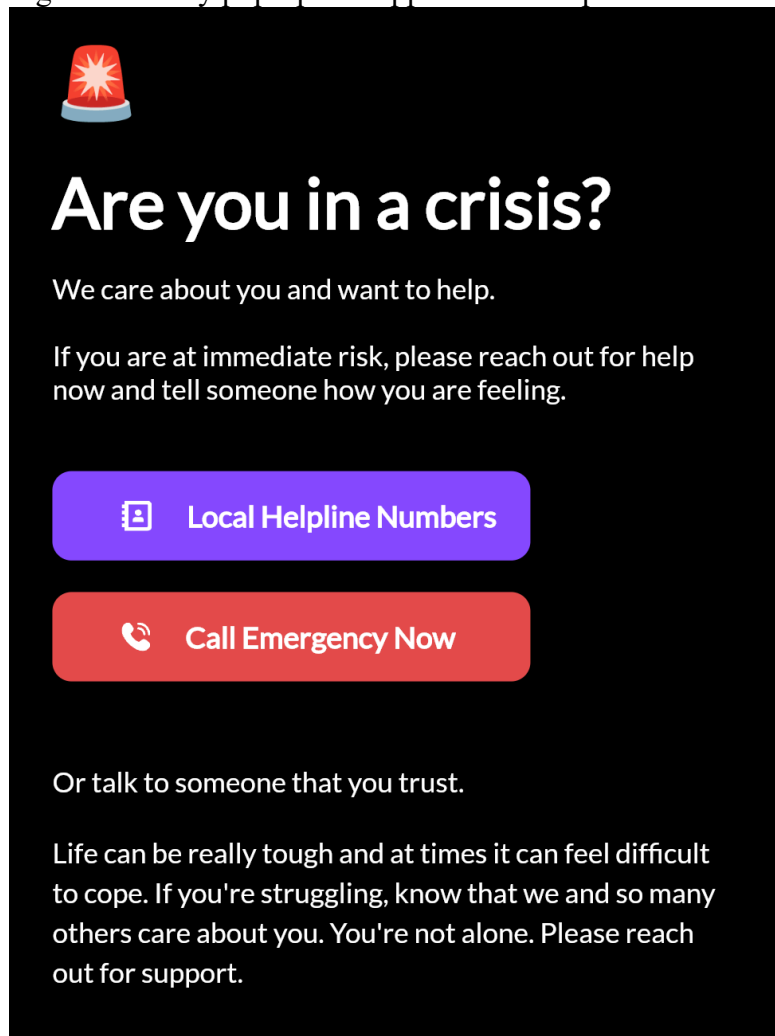 Are you in a crisis?
We care about you and want to help.
If you are at immediate risk, please reach out for help
now and tell someone how you are feeling.
Local Helpline Numbers
Call Emergency Now
Or talk to someone that you trust.
Life can be really tough and at times it can feel difficult
to cope. If you're struggling, know that we and so many
others care about you. You're not alone. Please reach
out for support.